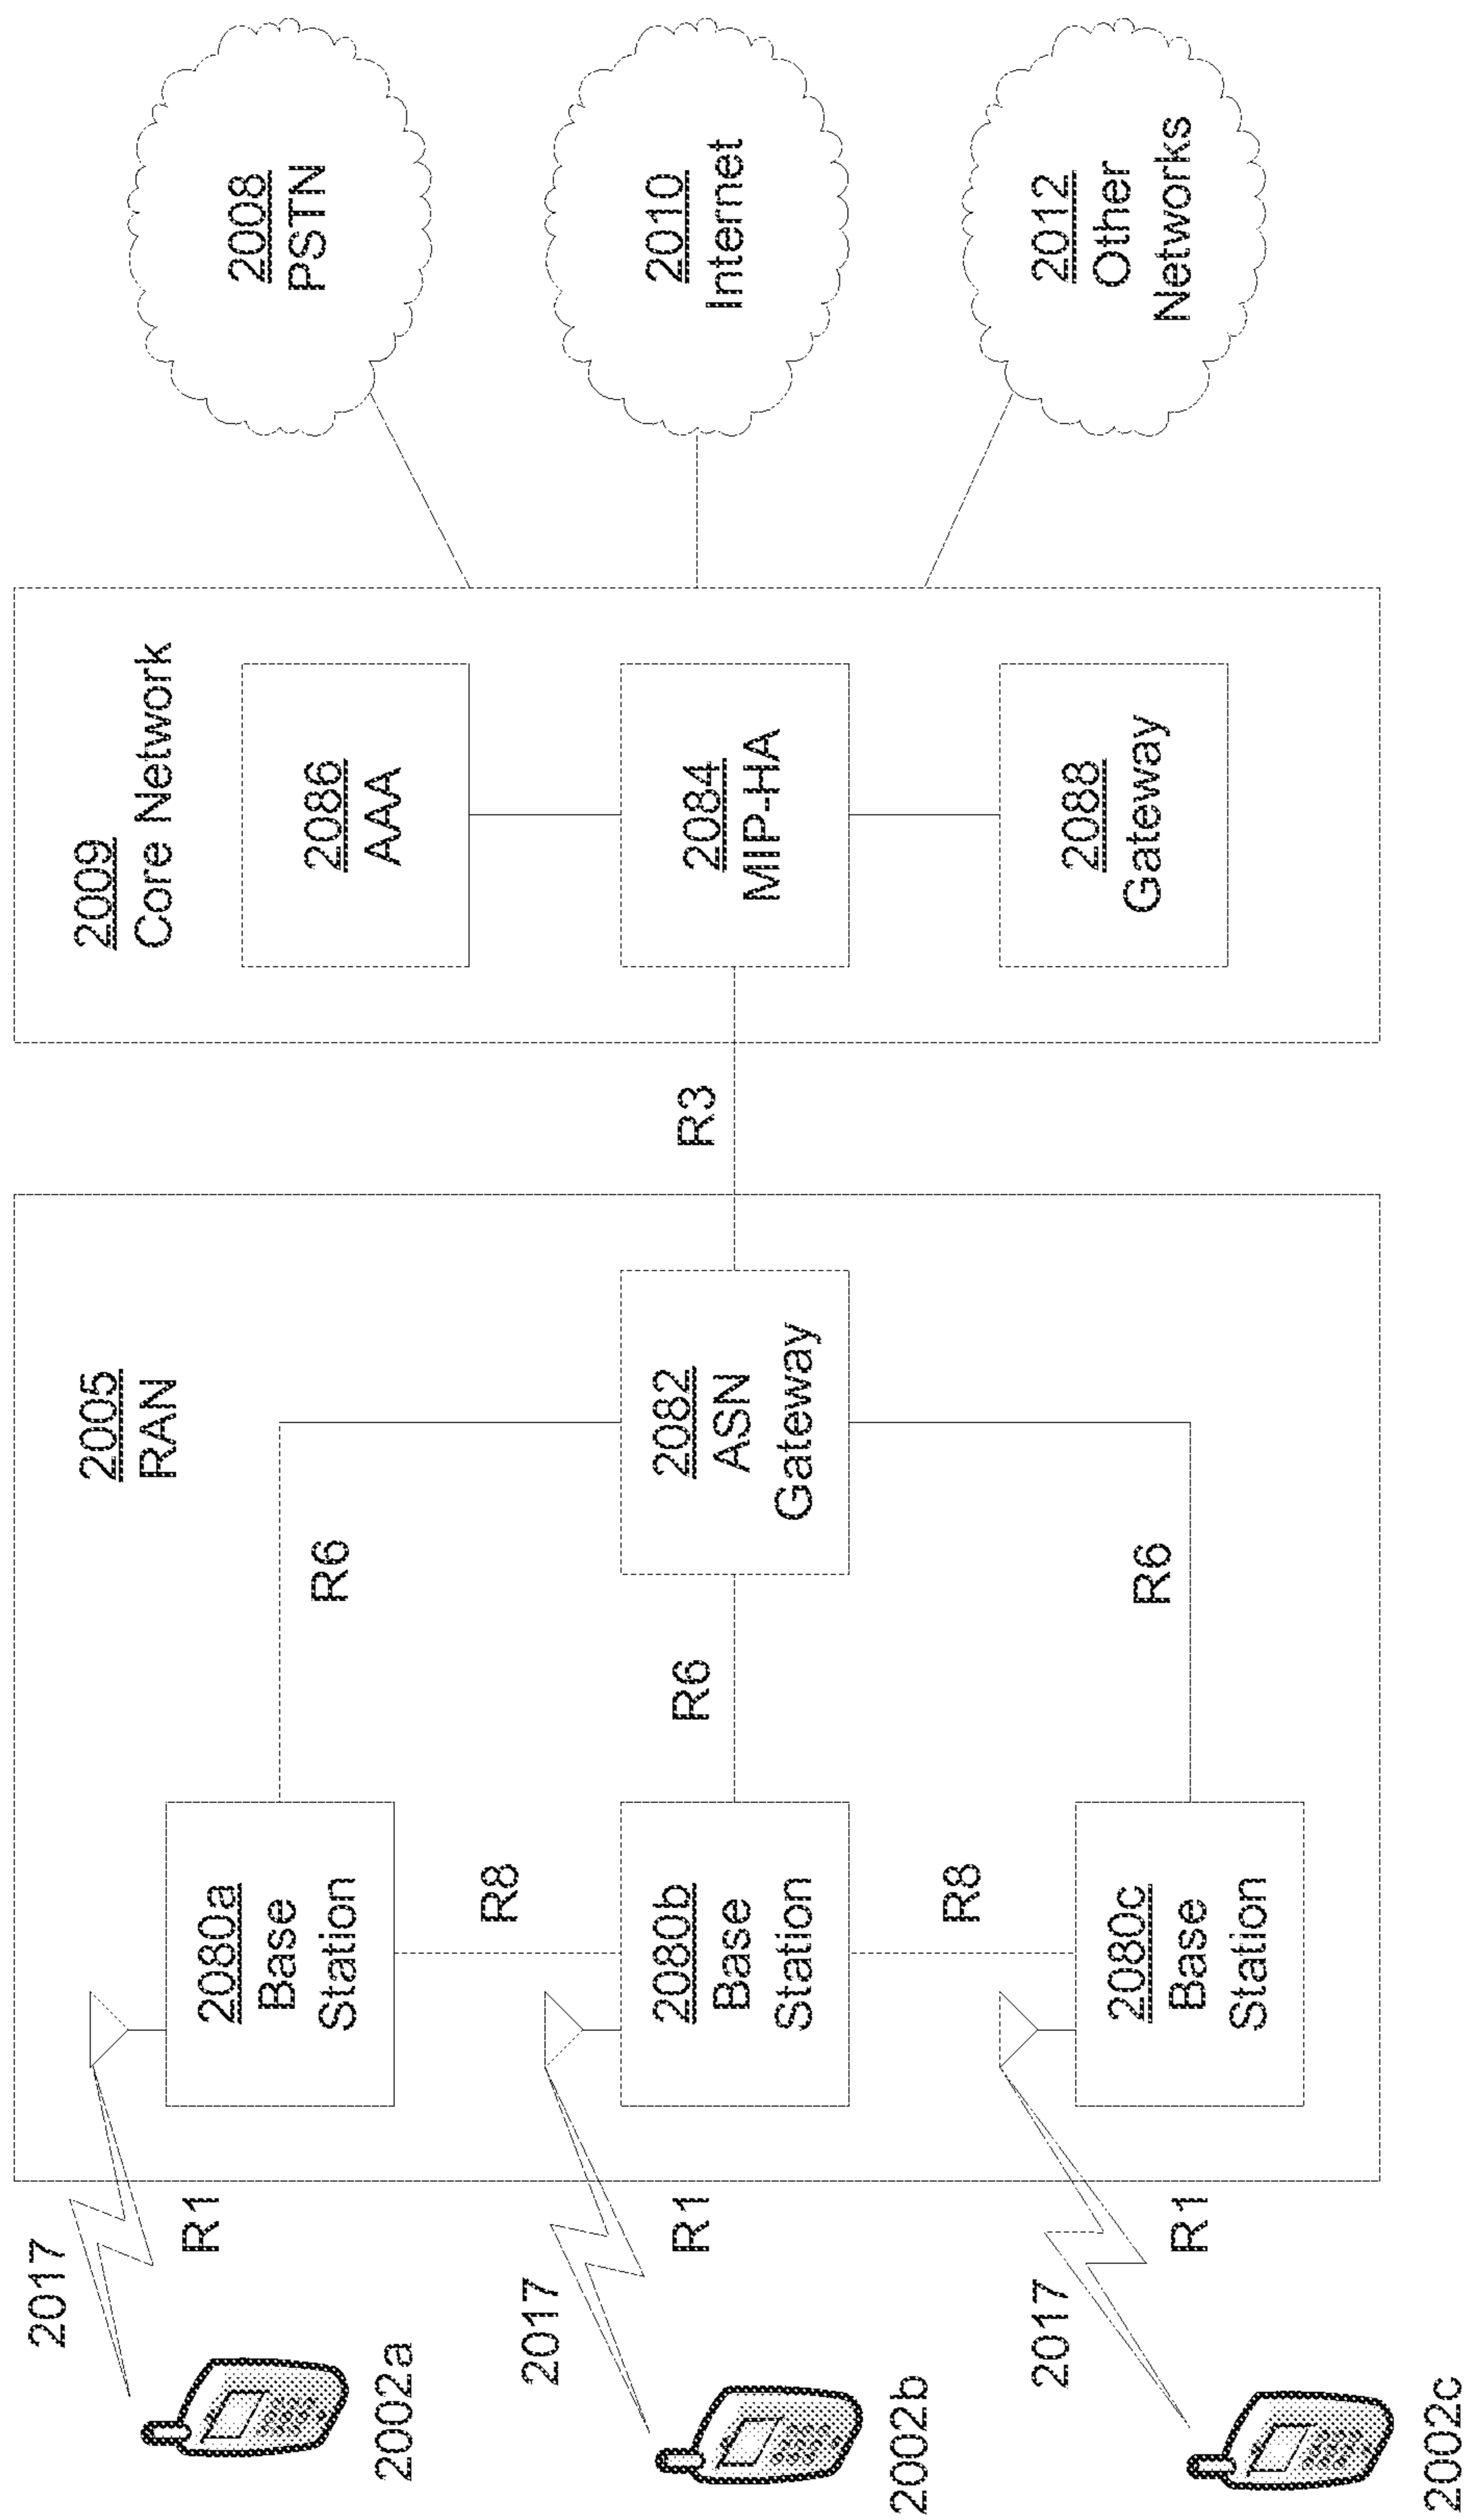 2002a
2017
R1
2080a
Base
Station
R6
2005
RAN
R8
2002b
2017
R1
2080b
Base
Station
R6
2082
ASN
Gateway
R8
2002c
2017
R1
2080c
Base
Station
R6
R3
2009
Core Network
2086
AAA
2084
MIP-HA
2088
Gateway
2008
PSTN
2010
Internet
2012
Other
Networks